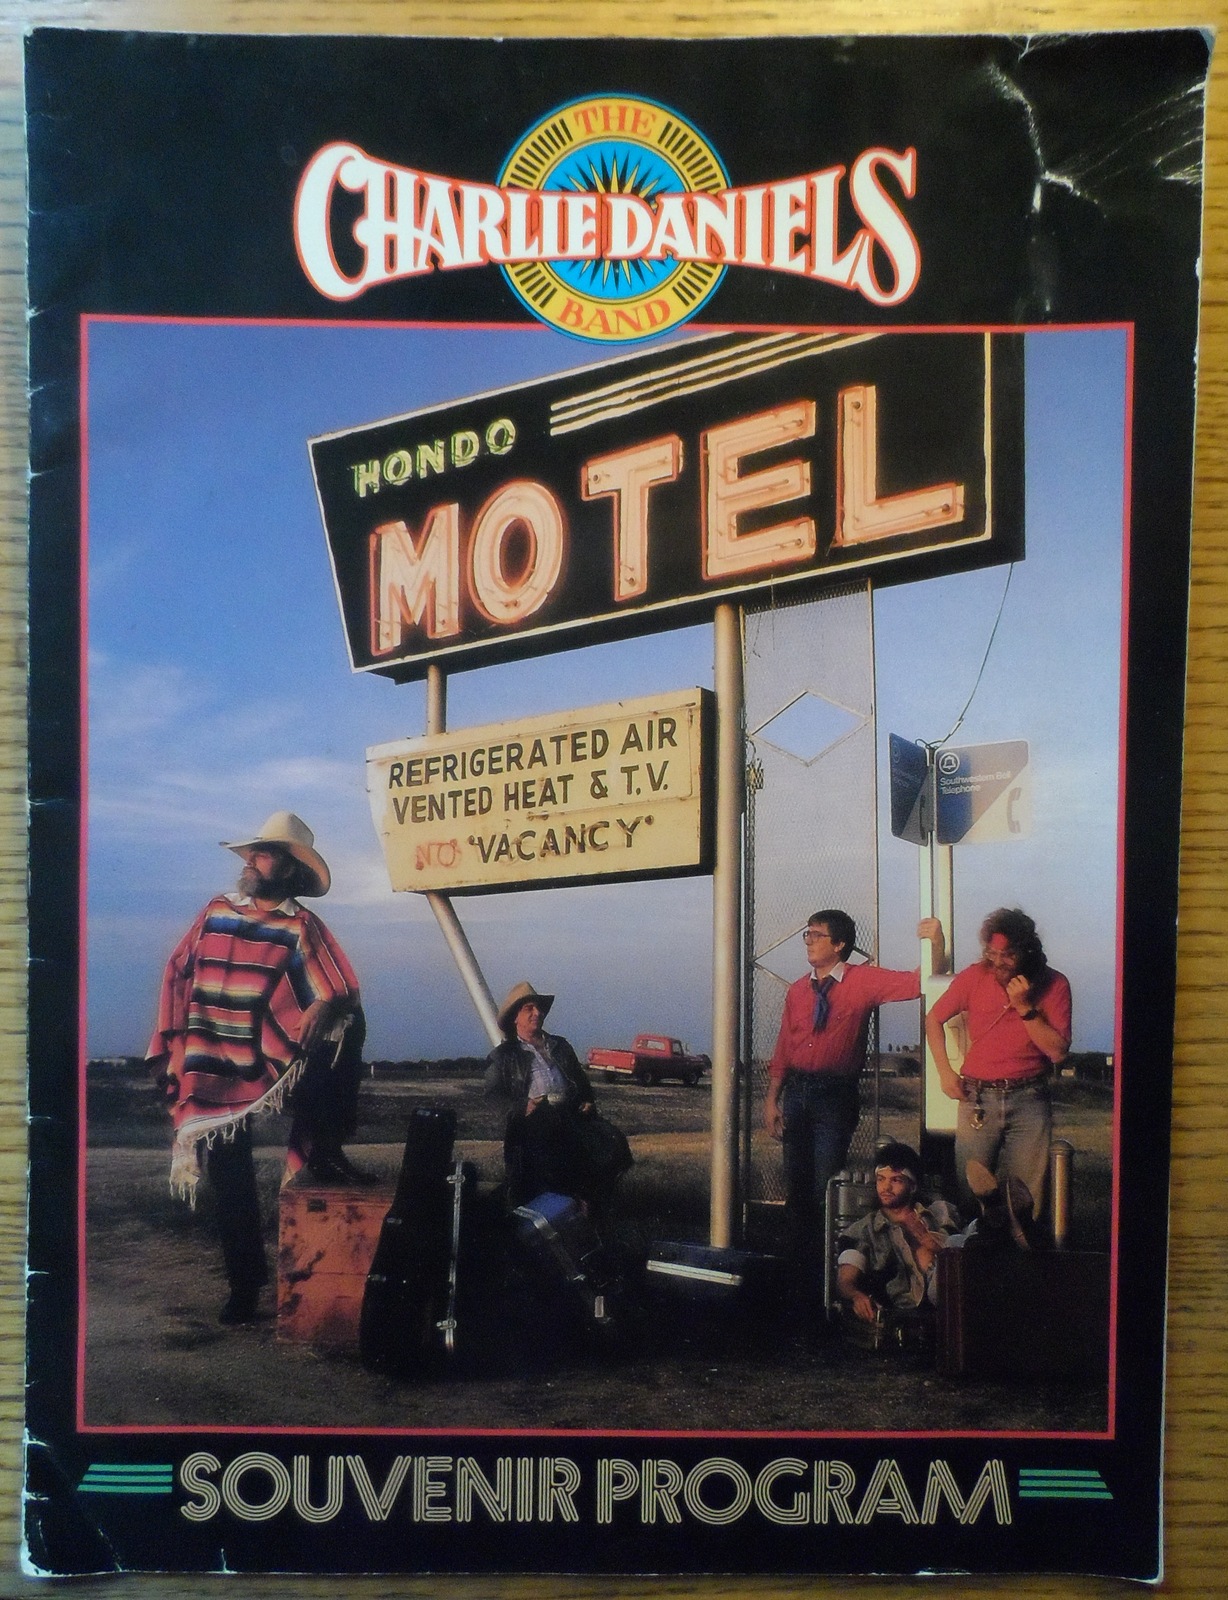 THE
CHARLIE DANIELS
BAND
HONDO
MOTEL
REFRIGERATED AIR
VENTED HEAT & T.V.
NO "VACANCY"
Southwestern Bell
Telephone
SOUVENIR PROGRAM